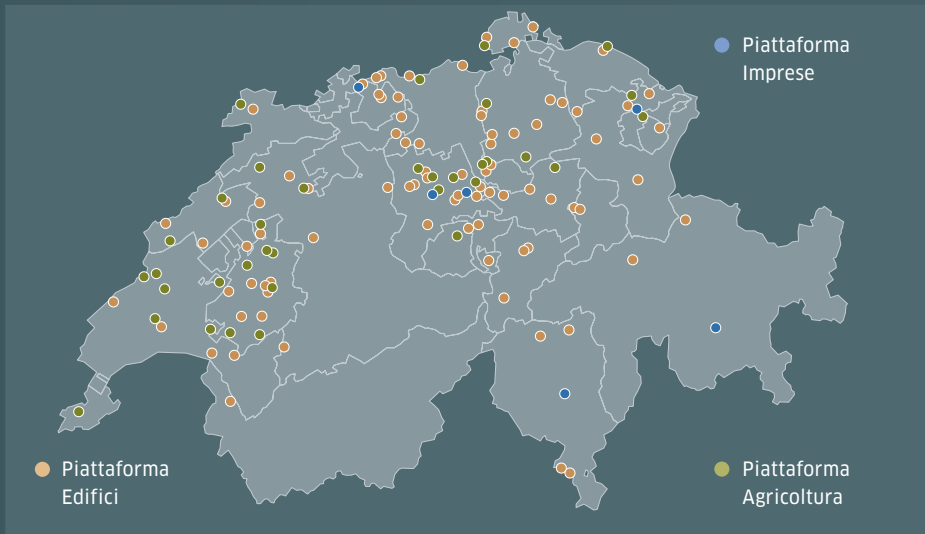 Piattaforma
Imprese
Piattaforma
Edifici
Piattaforma
Agricoltura